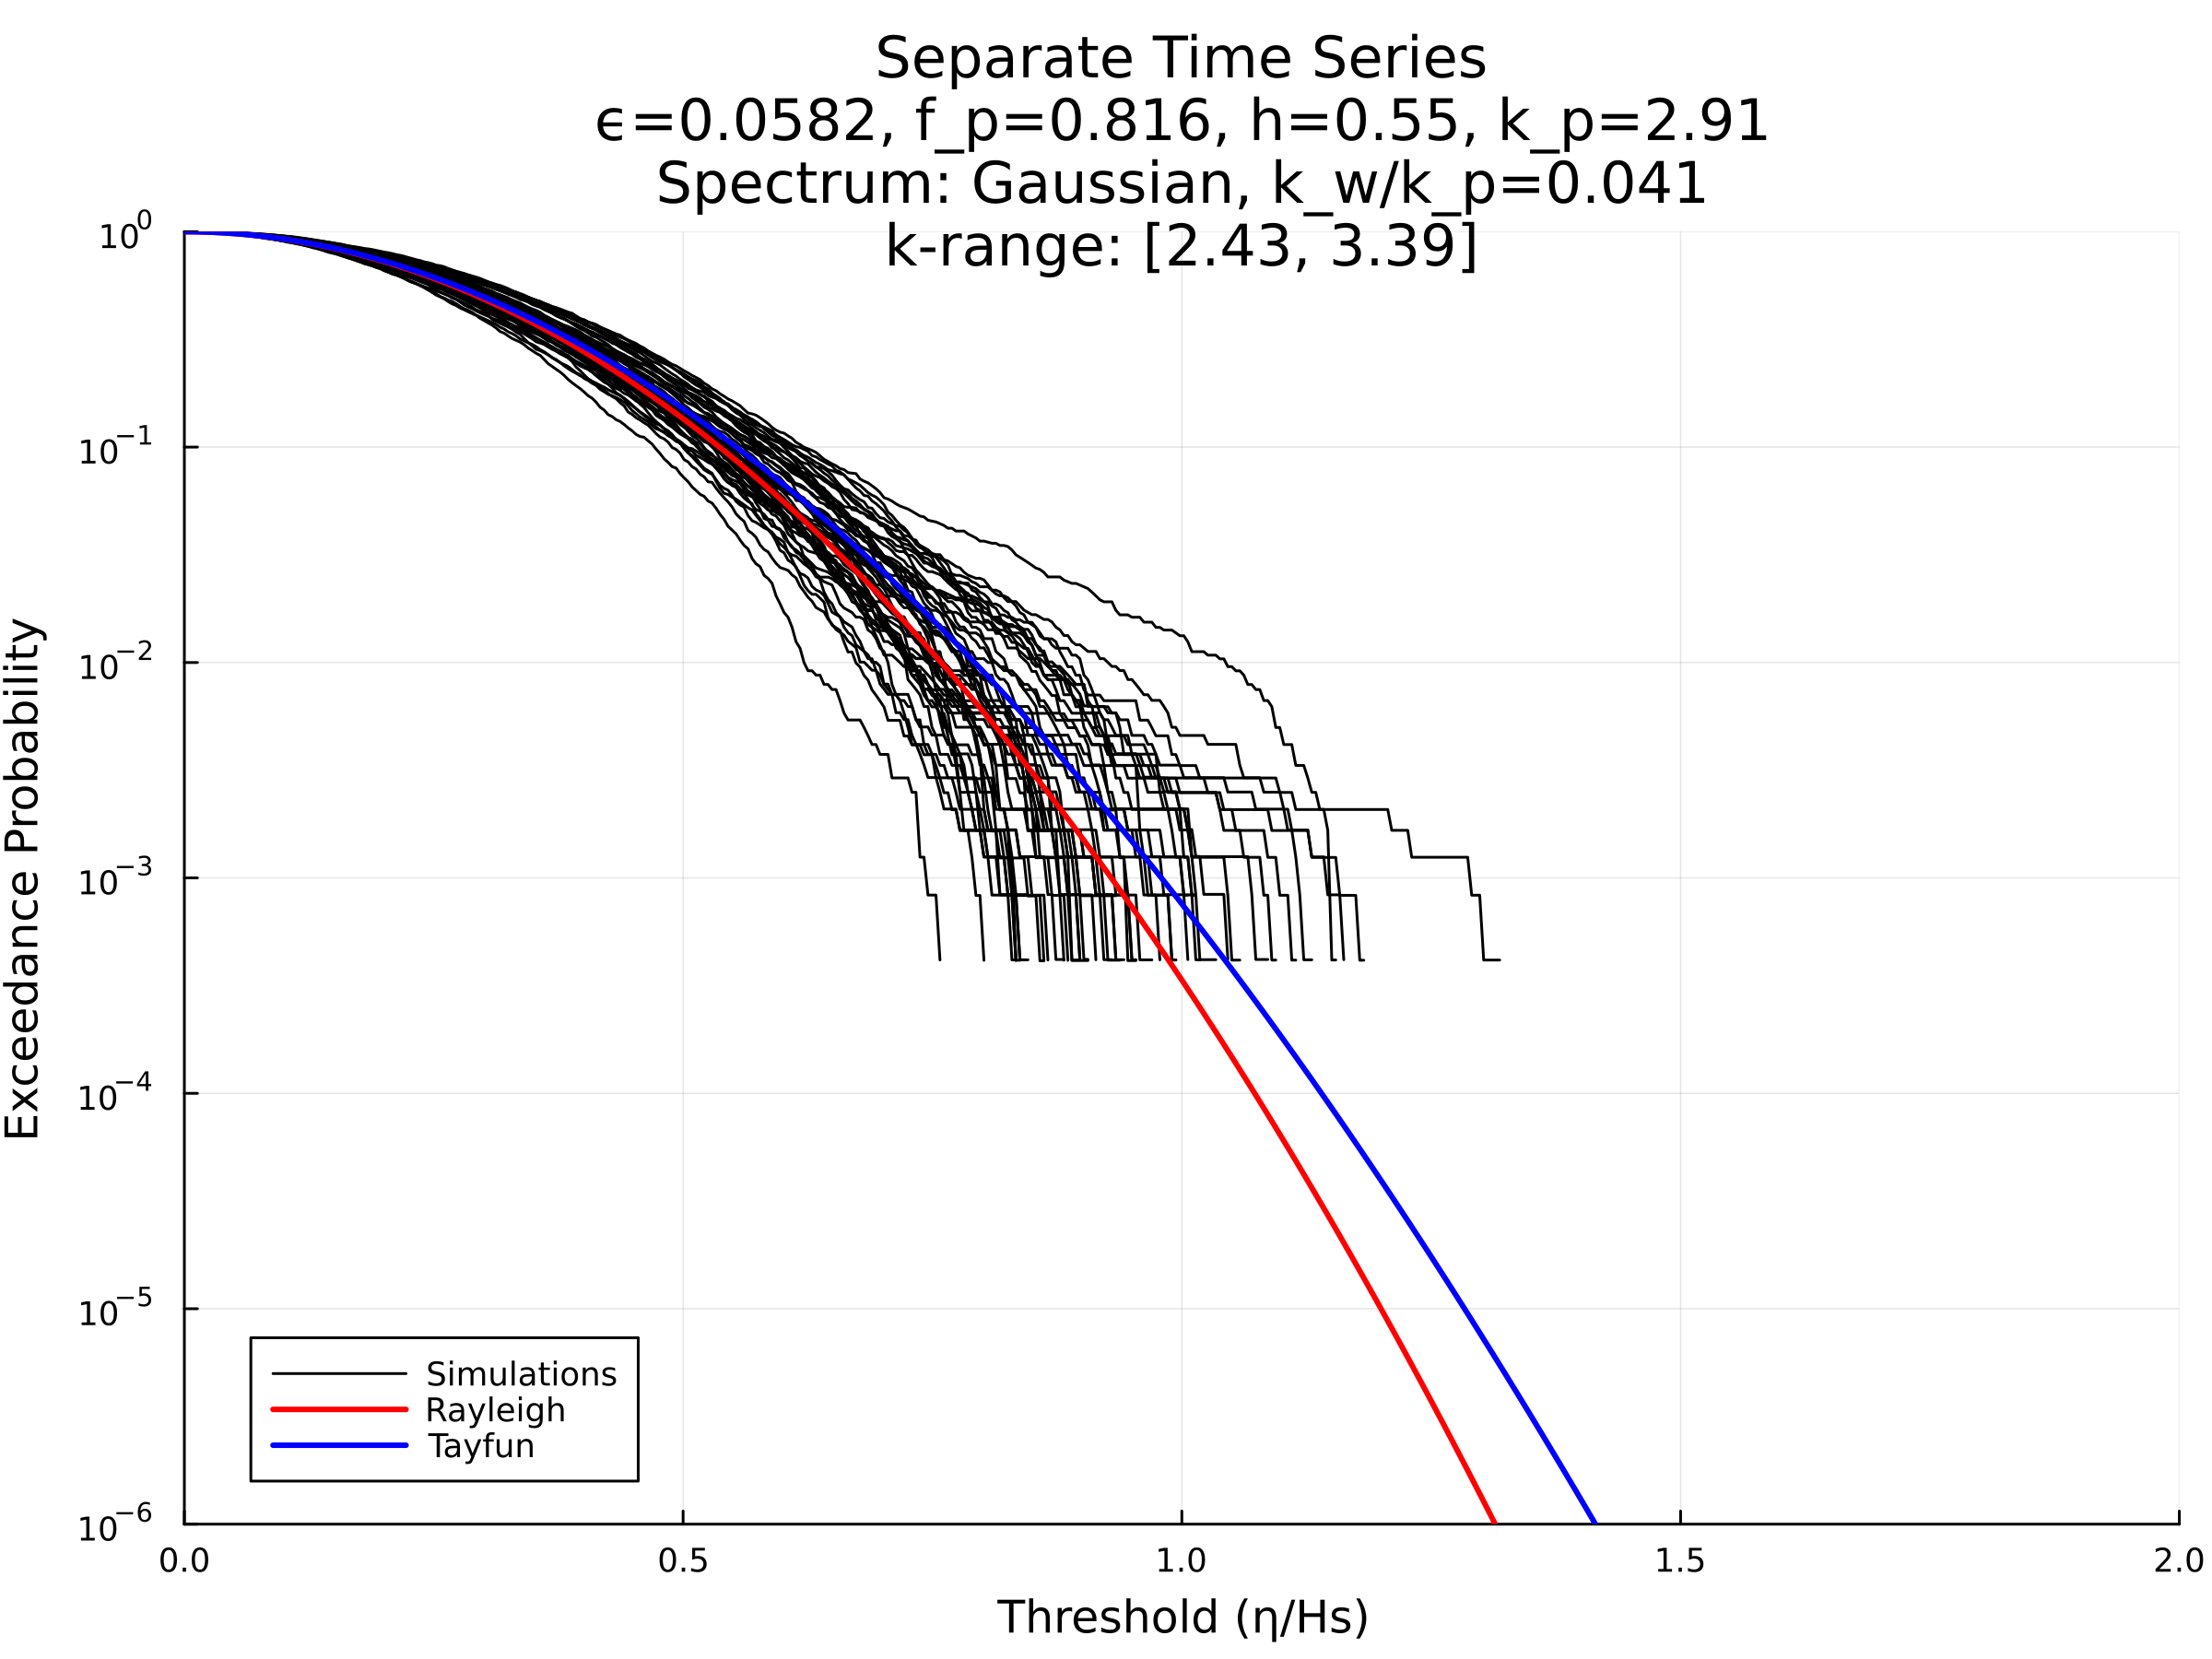 Separate Time Series
ϵ=0.0582, f_p=0.816, h=0.55, k_p=2.91
Spectrum: Gaussian, k_w/k_p=0.041
k-range: [2.43, 3.39]
Exceedance Probability
10⁰
10⁻¹
10⁻²
10⁻³
10⁻⁴
10⁻⁵
10⁻⁶
Simulations
Rayleigh
Tayfun
0.0 0.5 1.0 1.5 2.0
Threshold (η/Hs)